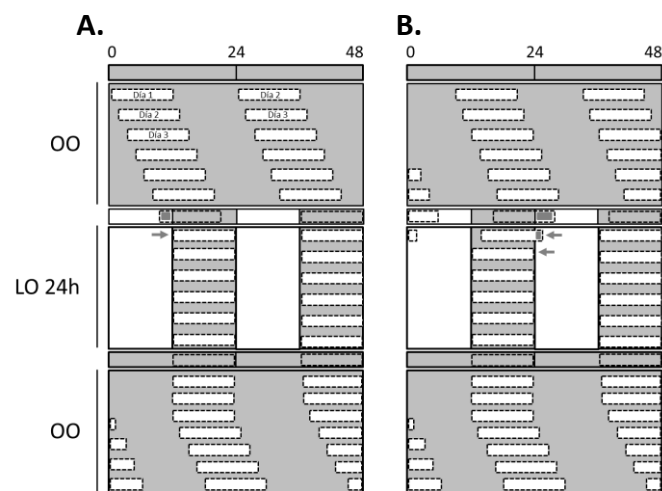 A.
B.
0 24 48
0 24 48
OO
Día 1 Día 2
Día 2 Día 3
Día 3
LO 24h
OO